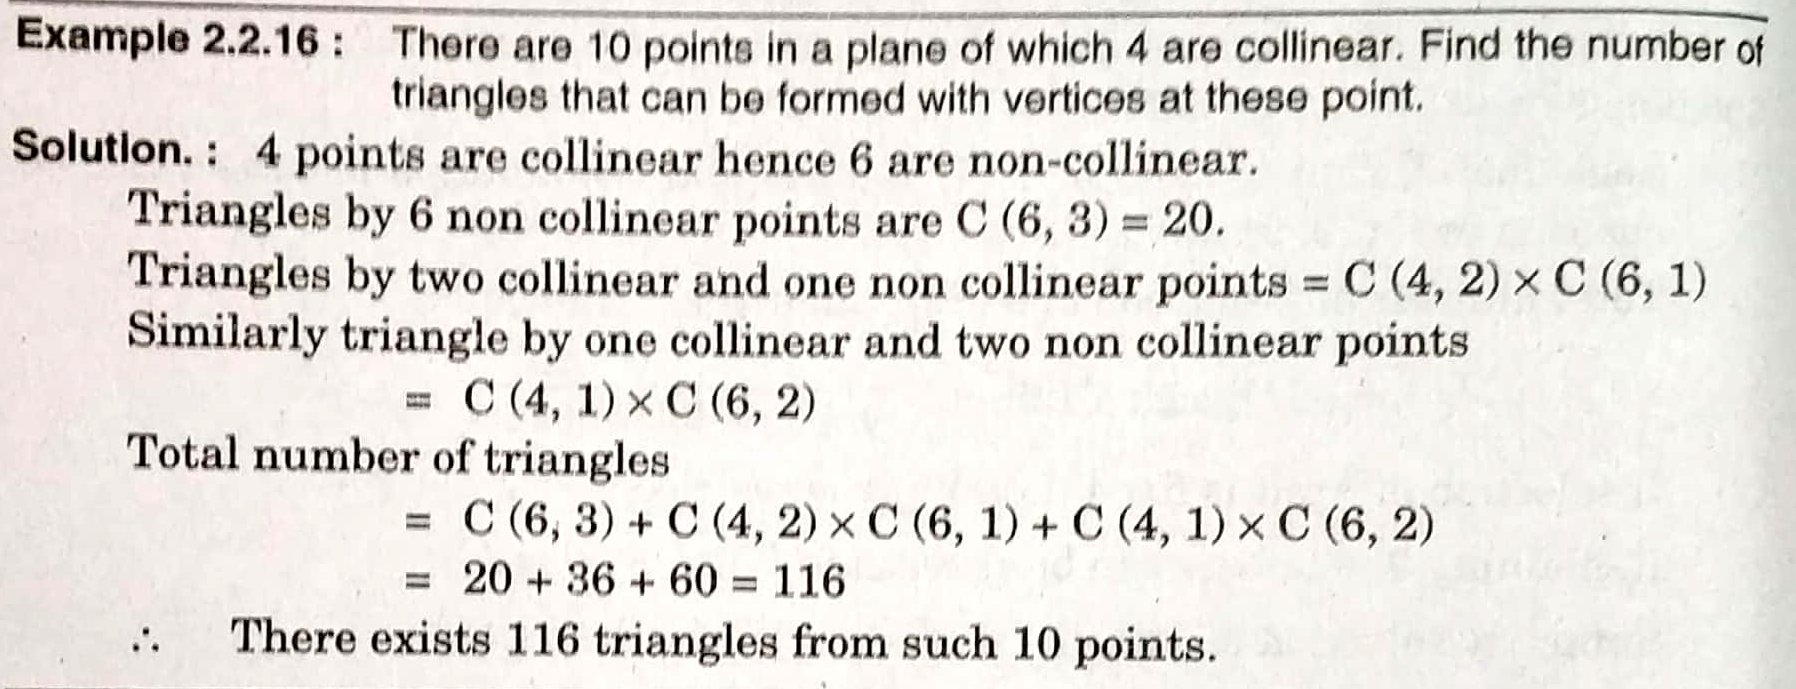 Example 2.2.16 : There are 10 points in a plane of which 4 are collinear. Find the number of
triangles that can be formed with vertices at these point.
Solution. : 4 points are collinear hence 6 are non-collinear.
Triangles by 6 non collinear points are C (6, 3) = 20.
Triangles by two collinear and one non collinear points = C (4, 2) × C (6, 1)
Similarly triangle by one collinear and two non collinear points
= C (4, 1) × C (6, 2)
Total number of triangles
= C (6, 3) + C (4, 2) × C (6, 1) + C (4, 1) × C (6, 2)
= 20 + 36 + 60 = 116
∴ There exists 116 triangles from such 10 points.